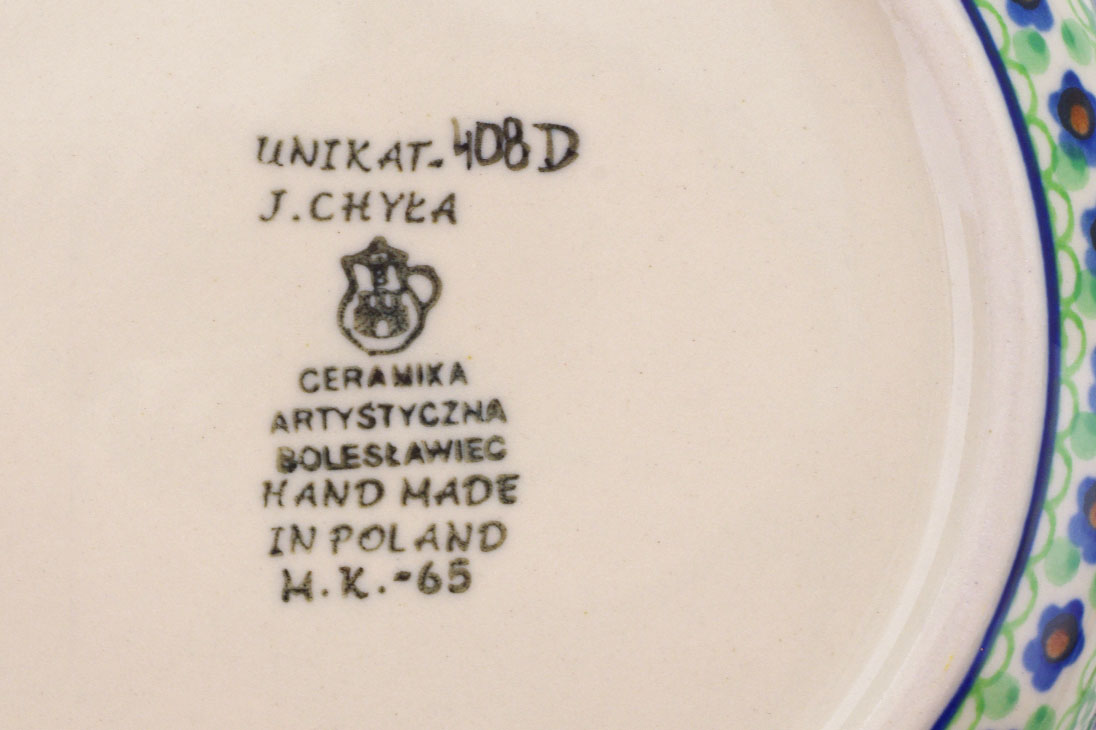 UNIKAT-408D
J.CHYŁA
CERAMIKA
ARTYSTYCZNA
BOLESŁAWIEC
HAND MADE
IN POLAND
H.K.-65